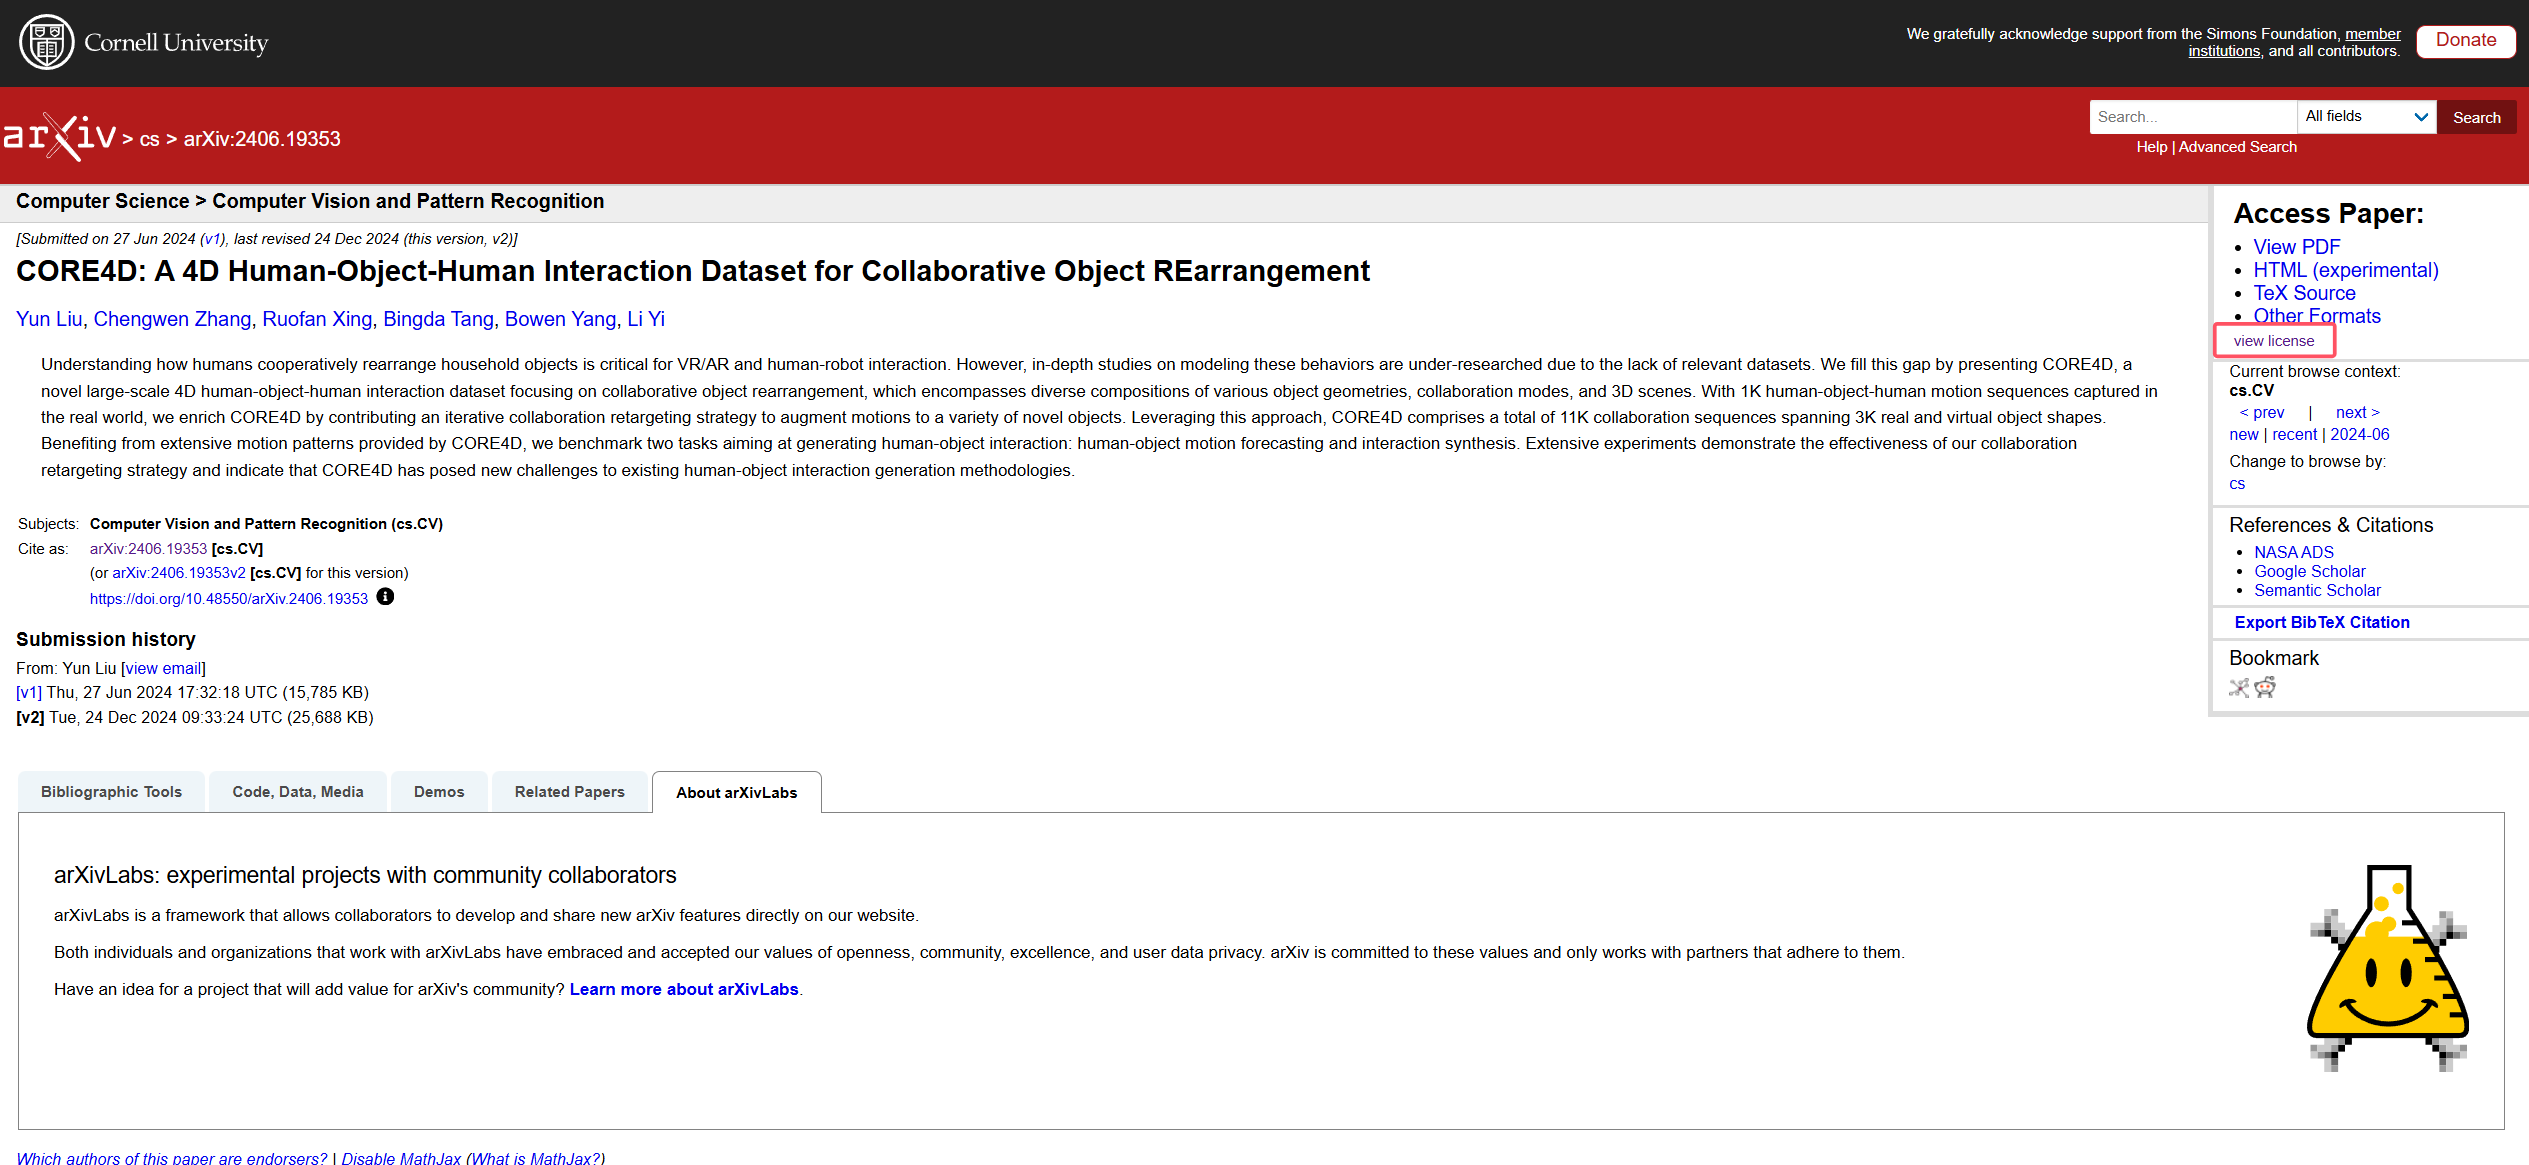 Cornell University
We gratefully acknowledge support from the Simons Foundation, member
institutions, and all contributors.
Donate
arXiv > cs > arXiv:2406.19353
Search...
All fields
Search
Help | Advanced Search
Computer Science > Computer Vision and Pattern Recognition
[Submitted on 27 Jun 2024 (v1), last revised 24 Dec 2024 (this version, v2)]
CORE4D: A 4D Human-Object-Human Interaction Dataset for Collaborative Object REarrangement
Yun Liu, Chengwen Zhang, Ruofan Xing, Bingda Tang, Bowen Yang, Li Yi
Understanding how humans cooperatively rearrange household objects is critical for VR/AR and human-robot interaction. However, in-depth studies on modeling these behaviors are under-researched due to the lack of relevant datasets. We fill this gap by presenting CORE4D, a
novel large-scale 4D human-object-human interaction dataset focusing on collaborative object rearrangement, which encompasses diverse compositions of various object geometries, collaboration modes, and 3D scenes. With 1K human-object-human motion sequences captured in
the real world, we enrich CORE4D by contributing an iterative collaboration retargeting strategy to augment motions to a variety of novel objects. Leveraging this approach, CORE4D comprises a total of 11K collaboration sequences spanning 3K real and virtual object shapes.
Benefiting from extensive motion patterns provided by CORE4D, we benchmark two tasks aiming at generating human-object interaction: human-object motion forecasting and interaction synthesis. Extensive experiments demonstrate the effectiveness of our collaboration
retargeting strategy and indicate that CORE4D has posed new challenges to existing human-object interaction generation methodologies.
Subjects: Computer Vision and Pattern Recognition (cs.CV)
Cite as: arXiv:2406.19353 [cs.CV]
(or arXiv:2406.19353v2 [cs.CV] for this version)
https://doi.org/10.48550/arXiv.2406.19353
Submission history
From: Yun Liu [view email]
[v1] Thu, 27 Jun 2024 17:32:18 UTC (15,785 KB)
[v2] Tue, 24 Dec 2024 09:33:24 UTC (25,688 KB)
Access Paper:
View PDF
HTML (experimental)
TeX Source
Other Formats
view license
Current browse context:
cs.CV
< prev | next >
new | recent | 2024-06
Change to browse by:
cs
References & Citations
NASA ADS
Google Scholar
Semantic Scholar
Export BibTeX Citation
Bookmark
Bibliographic Tools
Code, Data, Media
Demos
Related Papers
About arXivLabs
arXivLabs: experimental projects with community collaborators
arXivLabs is a framework that allows collaborators to develop and share new arXiv features directly on our website.
Both individuals and organizations that work with arXivLabs have embraced and accepted our values of openness, community, excellence, and user data privacy. arXiv is committed to these values and only works with partners that adhere to them.
Have an idea for a project that will add value for arXiv's community? Learn more about arXivLabs.
Which authors of this paper are endorsers? | Disable MathJax (What is MathJax?)